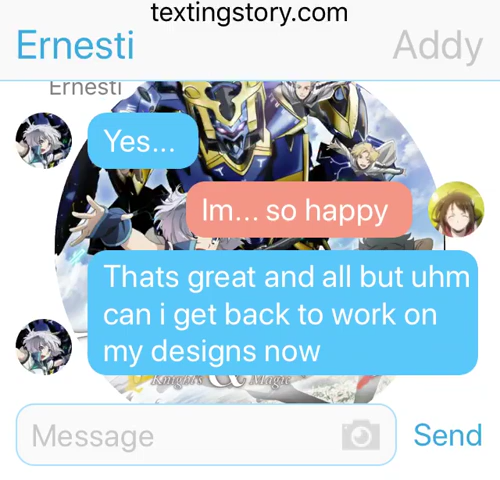 textingstory.com
Ernesti Addy
Ernesti
Yes...
Im... so happy
Thats great and all but uhm
can i get back to work on
my designs now
Knight's & Magic
Message Send